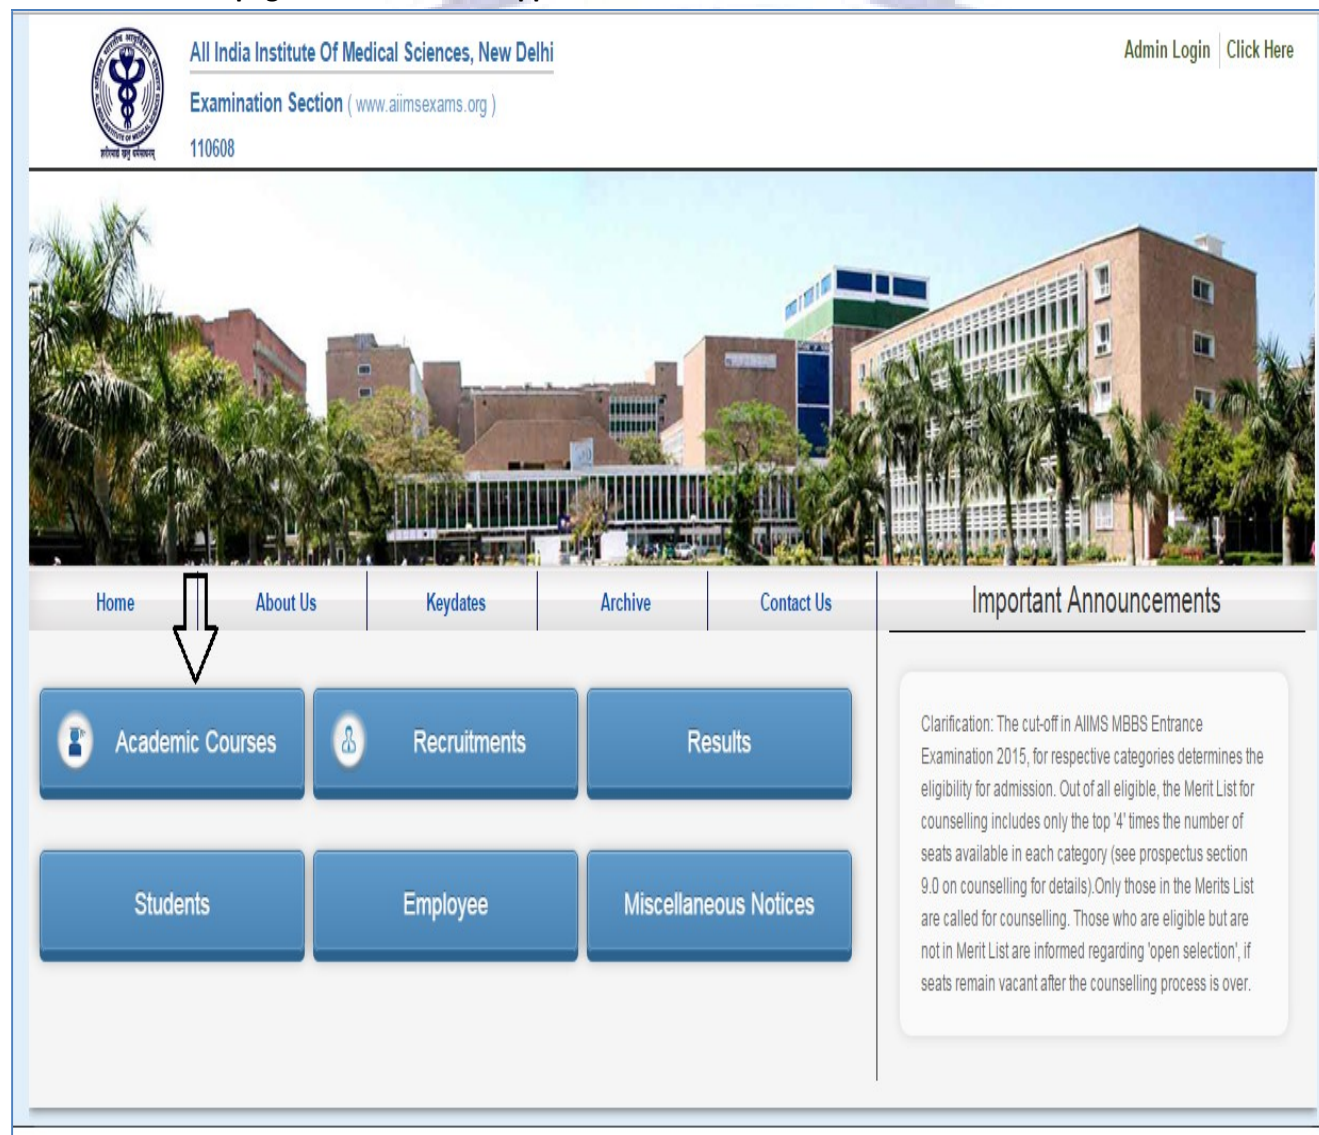 All India Institute Of Medical Sciences, New Delhi
Admin Login Click Here
Examination Section ( www.aiimsexams.org )
110608
Home About Us Keydates Archive Contact Us Important Announcements
Academic Courses Recruitments Results
Students Employee Miscellaneous Notices
Clarification: The cut-off in AIIMS MBBS Entrance
Examination 2015, for respective categories determines the
eligibility for admission. Out of all eligible, the Merit List for
counselling includes only the top '4' times the number of
seats available in each category (see prospectus section
9.0 on counselling for details).Only those in the Merits List
are called for counselling. Those who are eligible but are
not in Merit List are informed regarding 'open selection', if
seats remain vacant after the counselling process is over.